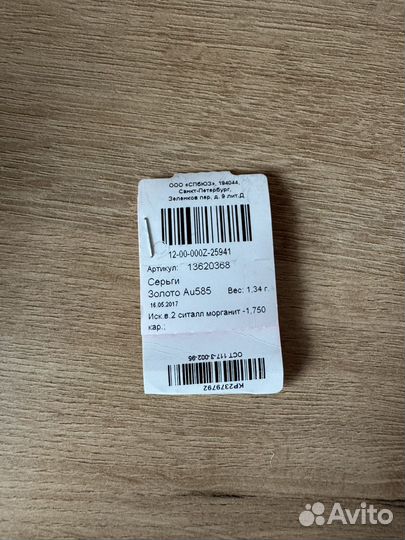 ООО «СПбЮЗ», 194044,
Санкт-Петербург,
Зеленков пер, д. 9 лит.Д
12-00-000Z-25941
Артикул: 13620368
Серьги
Золото Au585 Вес: 1,34 г.
16.05.2017
Иск.в.2 ситалл морганит -1,750
кар.;
ОСТ 117-3-002-95
КР2379792
Avito